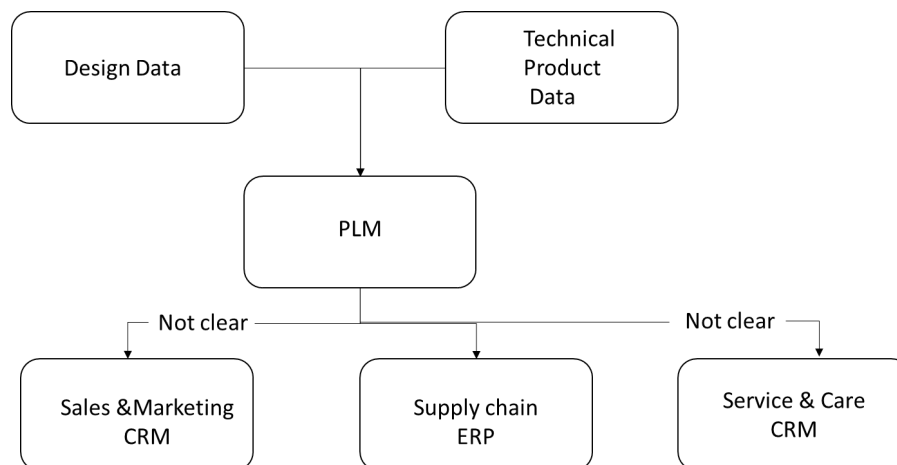 Design Data
Technical
Product
Data
PLM
Not clear
Not clear
Sales &Marketing
CRM
Supply chain
ERP
Service & Care
CRM